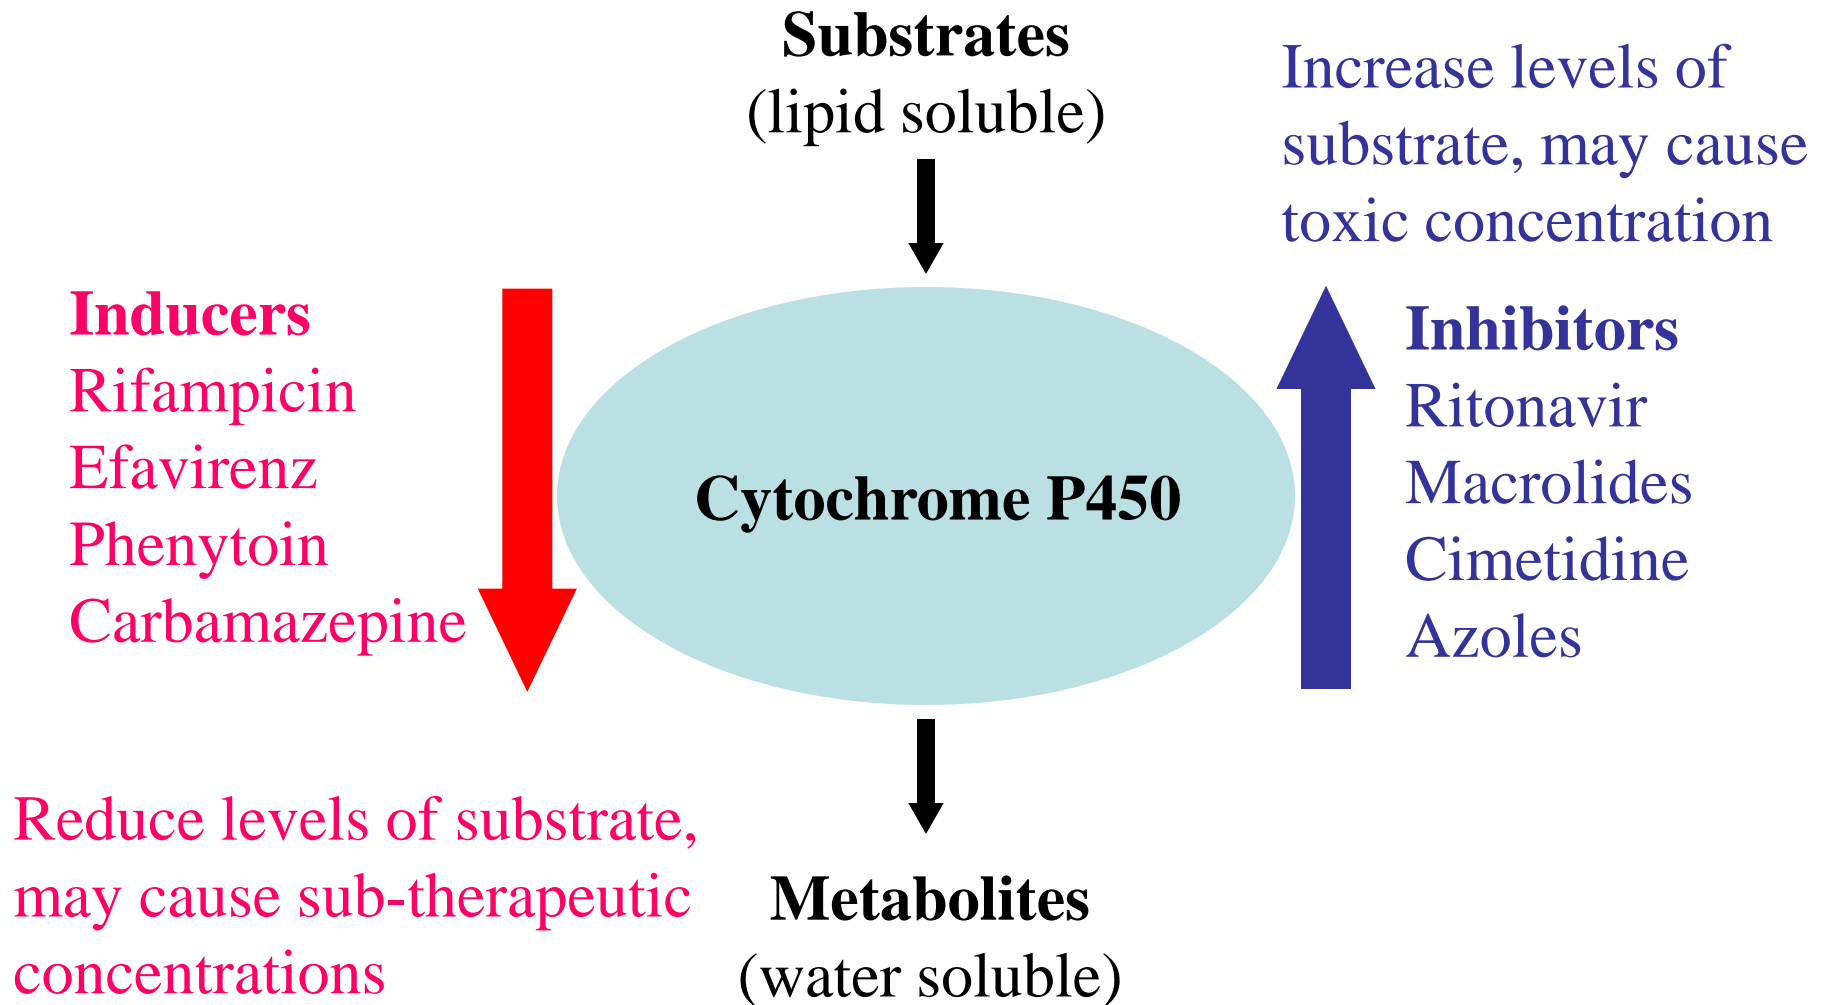 Substrates
(lipid soluble)
Increase levels of
substrate, may cause
toxic concentration
Inducers
Rifampicin
Efavirenz
Phenytoin
Carbamazepine
Cytochrome P450
Inhibitors
Ritonavir
Macrolides
Cimetidine
Azoles
Reduce levels of substrate,
may cause sub-therapeutic
concentrations
Metabolites
(water soluble)